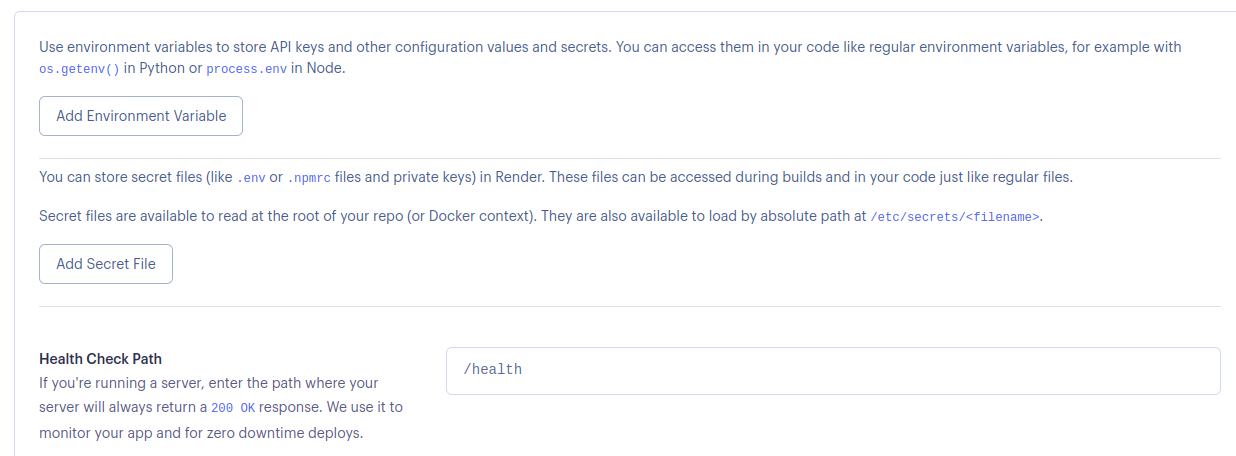 Use environment variables to store API keys and other configuration values and secrets. You can access them in your code like regular environment variables, for example with
os.getenv() in Python or process.env in Node.
Add Environment Variable
You can store secret files (like .env or .npmrc files and private keys) in Render. These files can be accessed during builds and in your code just like regular files.
Secret files are available to read at the root of your repo (or Docker context). They are also available to load by absolute path at /etc/secrets/<filename>.
Add Secret File
Health Check Path
If you're running a server, enter the path where your
server will always return a 200 OK response. We use it to
monitor your app and for zero downtime deploys.
/health